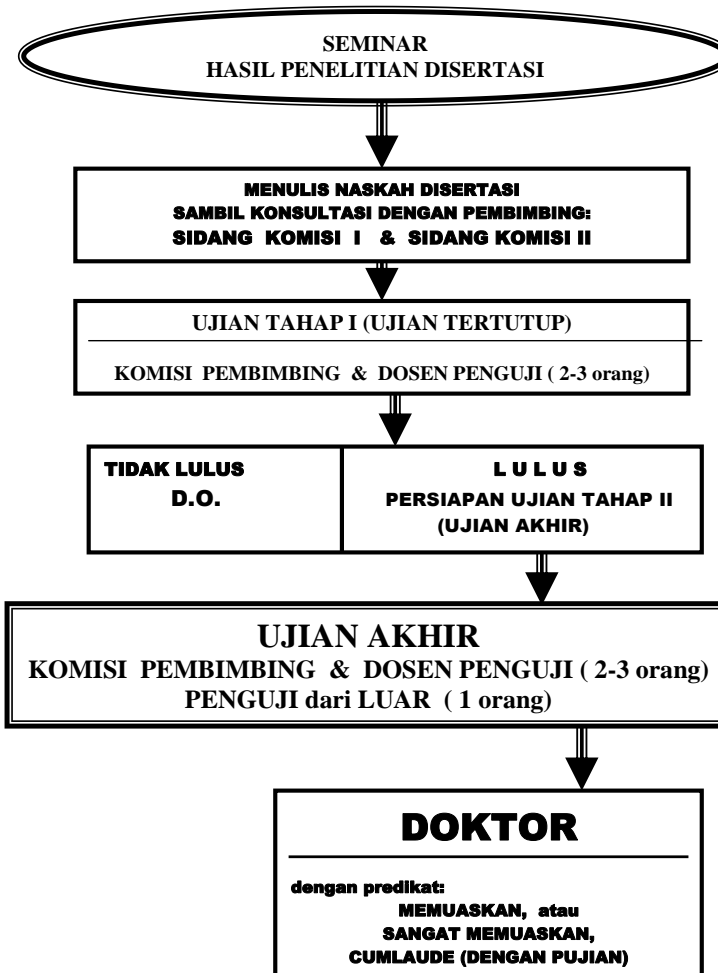 SEMINAR
HASIL PENELITIAN DISERTASI
MENULIS NASKAH DISERTASI
SAMBIL KONSULTASI DENGAN PEMBIMBING:
SIDANG KOMISI I & SIDANG KOMISI II
UJIAN TAHAP I (UJIAN TERTUTUP)
KOMISI PEMBIMBING & DOSEN PENGUJI ( 2-3 orang)
TIDAK LULUS
D.O.
L U L U S
PERSIAPAN UJIAN TAHAP II
(UJIAN AKHIR)
UJIAN AKHIR
KOMISI PEMBIMBING & DOSEN PENGUJI ( 2-3 orang)
PENGUJI dari LUAR ( 1 orang)
DOKTOR
dengan predikat:
MEMUASKAN, atau
SANGAT MEMUASKAN,
CUMLAUDE (DENGAN PUJIAN)